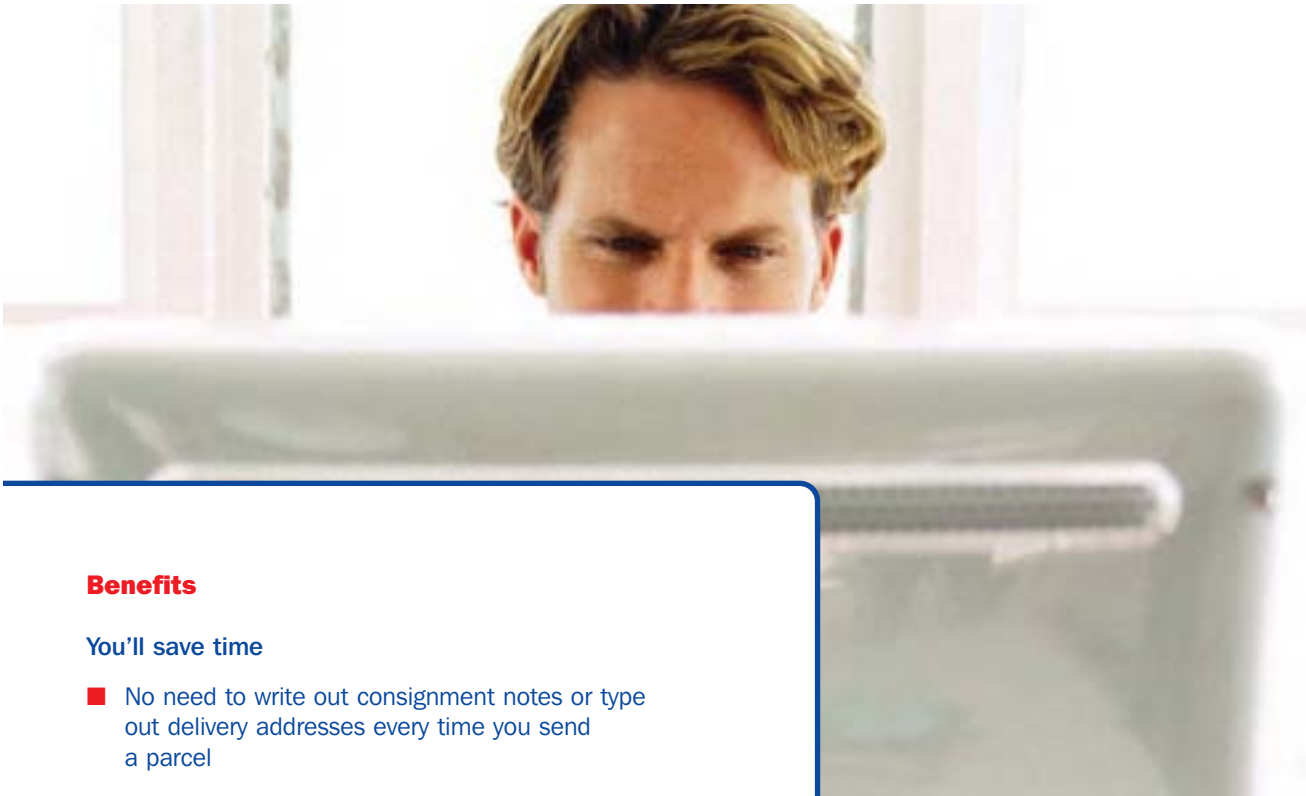 Benefits
You'll save time
■ No need to write out consignment notes or type
out delivery addresses every time you send
a parcel